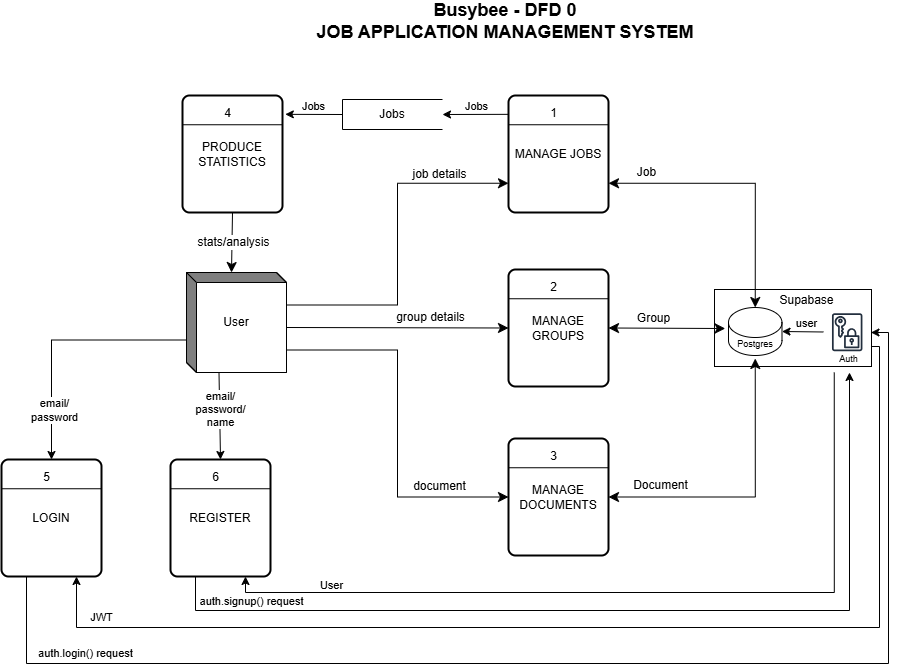 Busybee - DFD 0
JOB APPLICATION MANAGEMENT SYSTEM
4
PRODUCE
STATISTICS
Jobs
Jobs
Jobs
1
MANAGE JOBS
job details
Job
stats/analysis
User
group details
2
MANAGE
GROUPS
Group
Supabase
Postgres
user
Auth
email/
password
email/
password/
name
document
3
MANAGE
DOCUMENTS
Document
5
LOGIN
6
REGISTER
User
auth.signup() request
JWT
auth.login() request